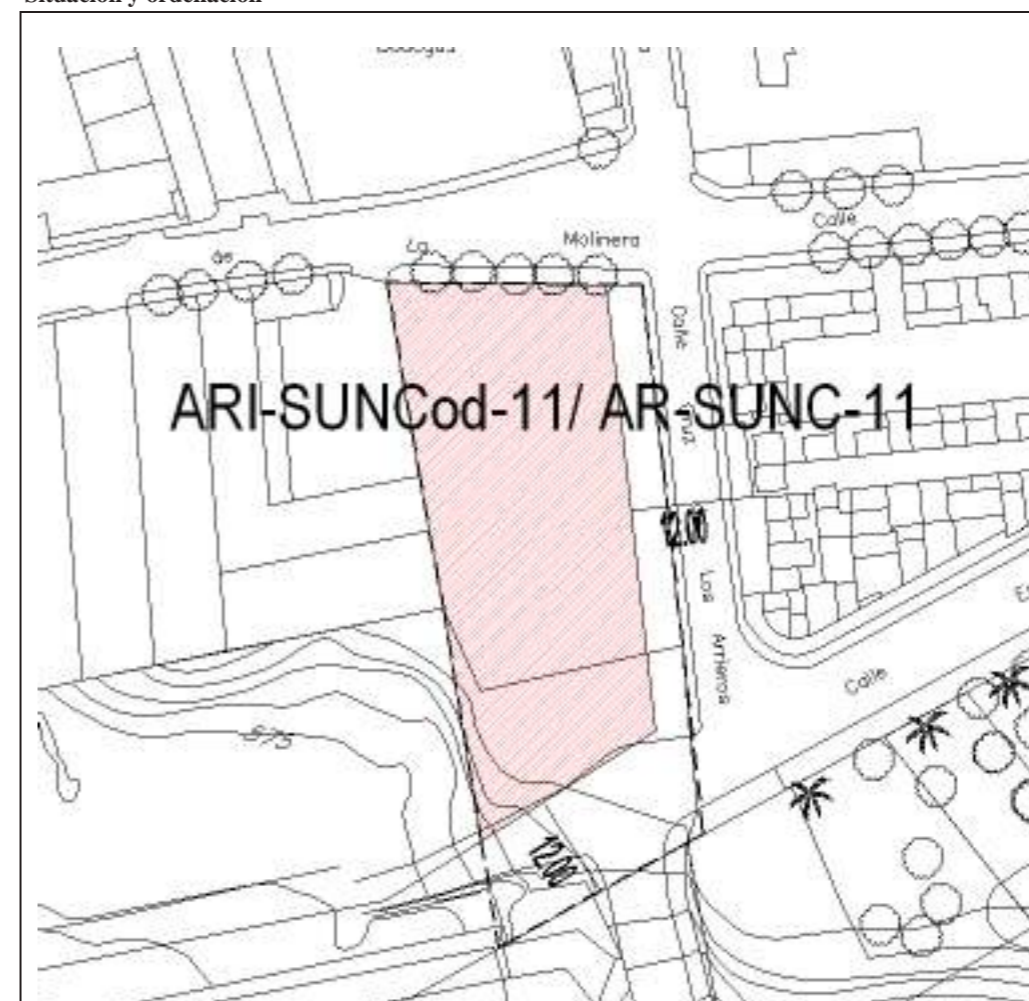 Situación y ordenación
Bodegas
Calle
de
La
Molinera
Calle
ARI-SUNCod-11/ AR-SUNC-11
Cruz
12.00
Los
Arrieros
Calle
575
12.00